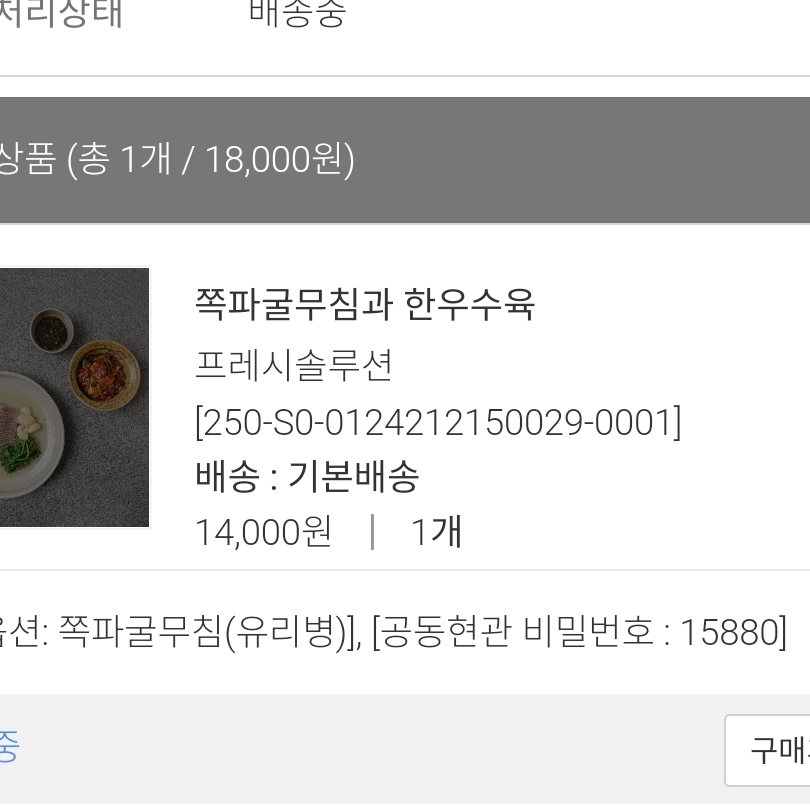 처리상태 배송중
상품 (총 1개 / 18,000원)
쪽파굴무침과 한우수육
프레시솔루션
[250-S0-0124212150029-0001]
배송 : 기본배송
14,000원 | 1개
옵션: 쪽파굴무침(유리병)], [공동현관 비밀번호 : 15880]
중
구매